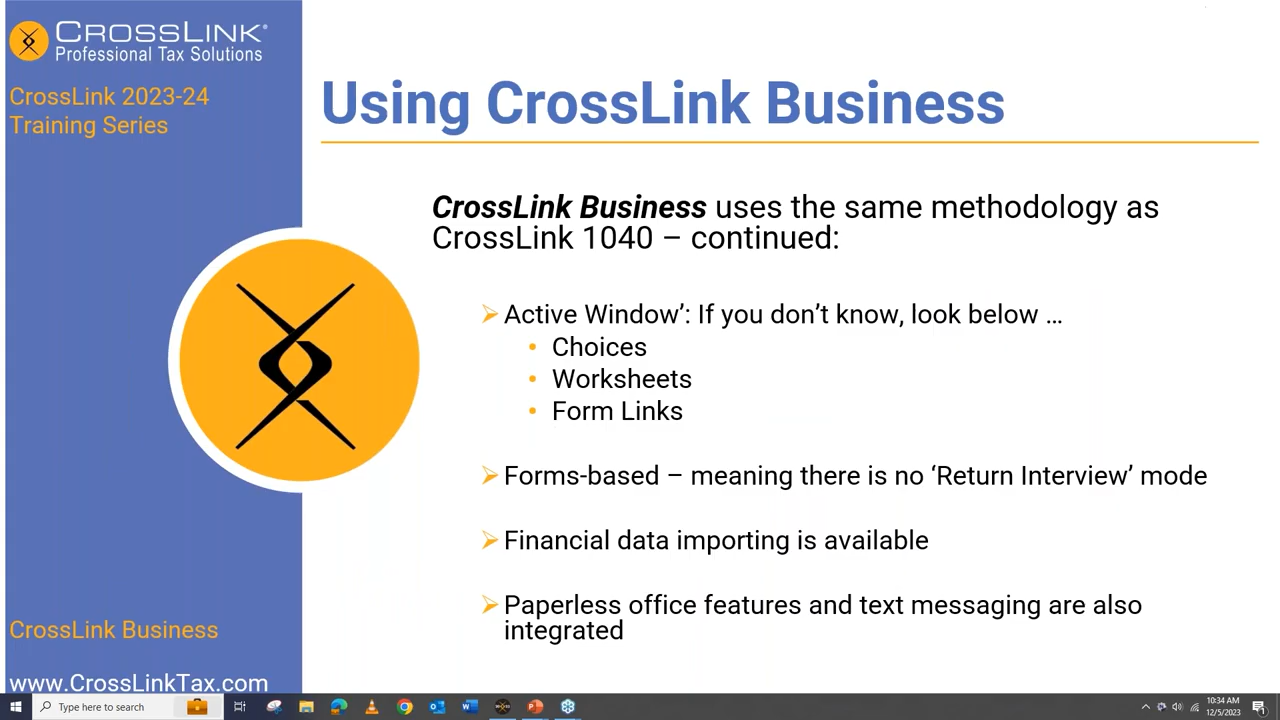 CROSSLINK®
Professional Tax Solutions
CrossLink 2023-24
Training Series
Using CrossLink Business
CrossLink Business uses the same methodology as
CrossLink 1040 – continued:
➢ Active Window’: If you don’t know, look below …
• Choices
• Worksheets
• Form Links
➢ Forms-based – meaning there is no ‘Return Interview’ mode
➢ Financial data importing is available
➢ Paperless office features and text messaging are also
integrated
CrossLink Business
www.CrossLinkTax.com
Type here to search
10:34 AM
12/5/2023